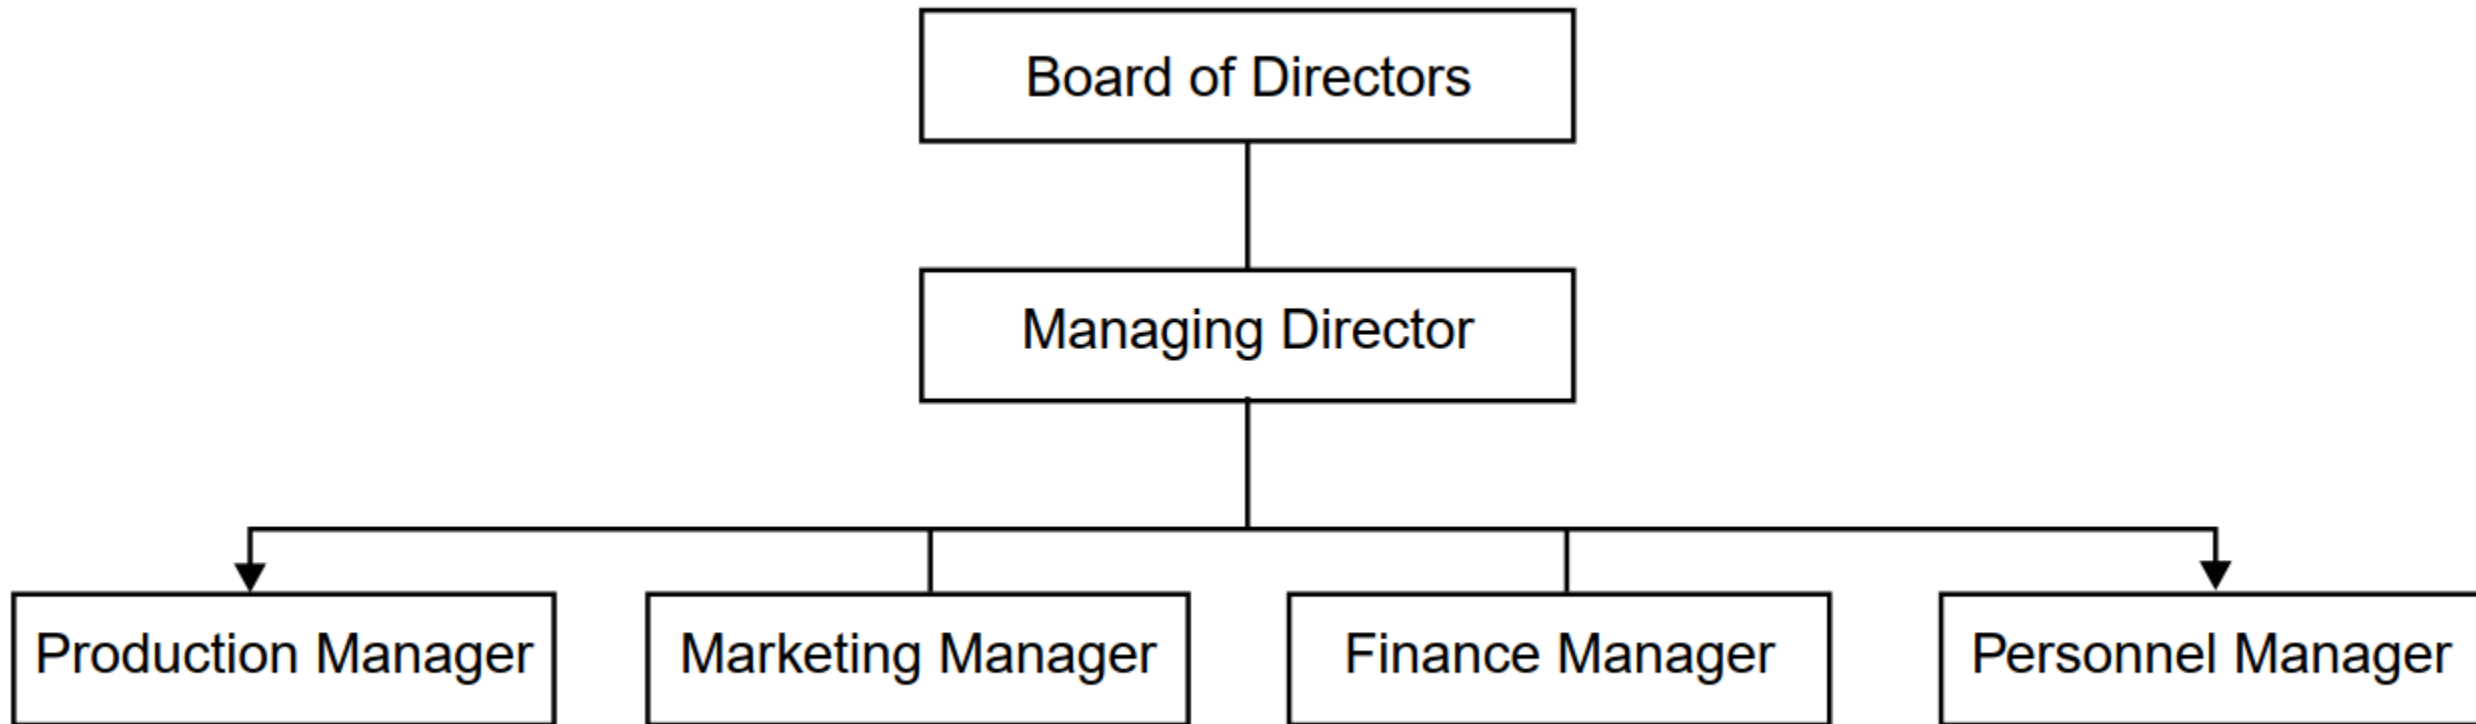 Board of Directors
Managing Director
Production Manager
Marketing Manager
Finance Manager
Personnel Manager